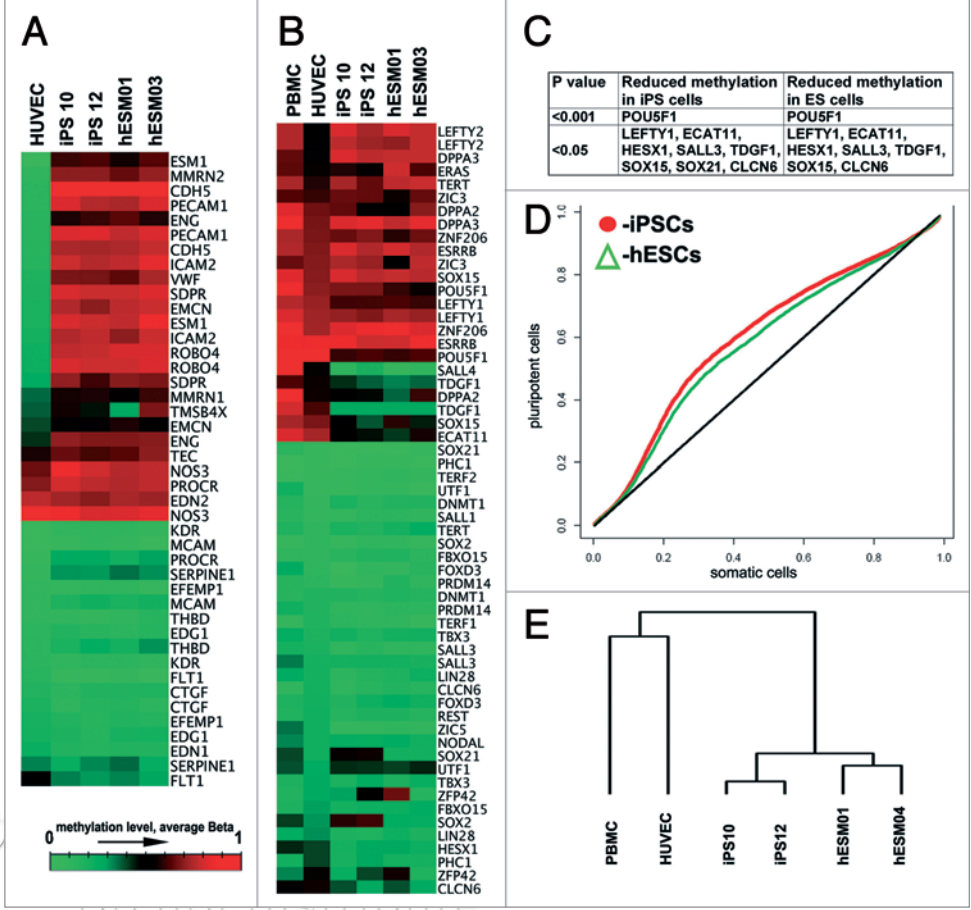 A
HUVEC
iPS 10
iPS 12
hESM01
hESM03
ESM1
MMRN2
CDH5
PECAM1
ENG
PECAM1
CDH5
ICAM2
VWF
SDPR
EMCN
ESM1
ICAM2
ROBO4
ROBO4
SDPR
MMRN1
TMSB4X
EMCN
ENG
TEC
NOS3
PROCR
EDN2
NOS3
KDR
MCAM
PROCR
SERPINE1
EFEMP1
MCAM
THBD
EDG1
THBD
KDR
FLT1
CTGF
CTGF
EFEMP1
EDG1
EDN1
SERPINE1
FLT1
methylation level, average Beta
0
1
B
PBMC
HUVEC
iPS 10
iPS 12
hESM01
hESM03
LEFTY2
LEFTY2
DPPA3
ERAS
TERT
ZIC3
DPPA2
DPPA3
ZNF206
ESRRB
ZIC3
SOX15
POU5F1
LEFTY1
LEFTY1
ZNF206
ESRRB
POU5F1
SALL4
TDGF1
DPPA2
TDGF1
SOX15
ECAT11
SOX21
PHC1
TERF2
UTF1
DNMT1
SALL1
TERT
SOX2
FBXO15
FOXD3
PRDM14
DNMT1
PRDM14
TERF1
TBX3
SALL3
SALL3
LIN28
CLCN6
FOXD3
REST
ZIC5
NODAL
SOX21
UTF1
TBX3
ZFP42
FBXO15
SOX2
LIN28
HESX1
PHC1
ZFP42
CLCN6
C
P value
Reduced methylation
in iPS cells
Reduced methylation
in ES cells
<0.001
POU5F1
POU5F1
<0.05
LEFTY1, ECAT11,
HESX1, SALL3, TDGF1,
SOX15, SOX21, CLCN6
LEFTY1, ECAT11,
HESX1, SALL3, TDGF1,
SOX15, CLCN6
D
-iPSCs
-hESCs
pluripotent cells
1.0
0.8
0.6
0.4
0.2
0.0
0.0
0.2
0.4
0.6
0.8
1.0
somatic cells
E
PBMC
HUVEC
iPS10
iPS12
hESM01
hESM04